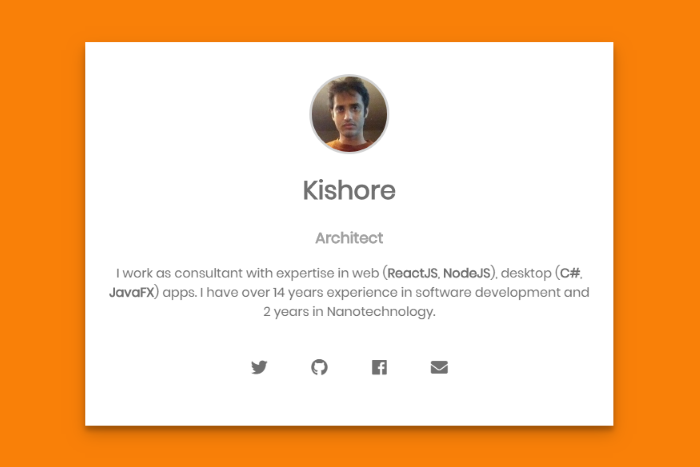 Kishore
Architect
I work as consultant with expertise in web (ReactJS, NodeJS), desktop (C#,
JavaFX) apps. I have over 14 years experience in software development and
2 years in Nanotechnology.